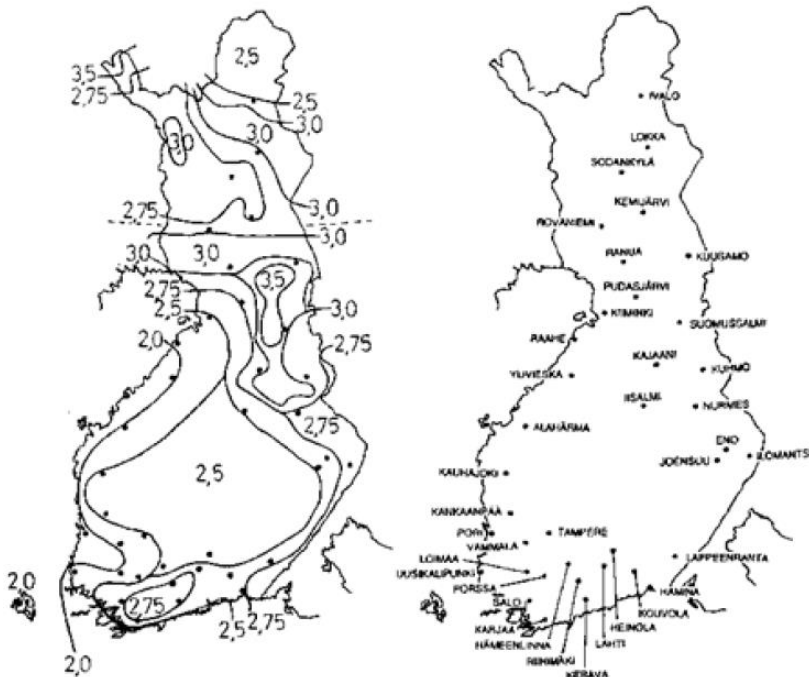 2,5
3,5
2,75
2,5
3,0
3,0
3,0
2,75
3,0
3,0
3,0
3,0
2,75
3,5
2,5
3,0
2,0
2,75
2,75
2,5
2,0
2,75
2,5
2,75
2,0
IVALO
LOKKA
SODANKYLÄ
KEMIJÄRVI
ROVANIEMI
RANUA
KUUSAMO
PUDASJÄRVI
KIIMINKI
SUOMUSSALMI
RAAHE
KAJAANI
KUHMO
YLIVIESKA
IISALMI
NURMES
ALAHÄRMA
ENO
JOENSUU
ILOMANTSI
KAUHAJOKI
KANKAANPÄÄ
PORI
TAMPERE
VAMMALA
LAPPEENRANTA
LOIMAA
UUSIKAUPUNKI
FORSSA
HAMINA
SALO
KOUVOLA
KARJAA
HEINOLA
HÄMEENLINNA
LAHTI
RIIHIMÄKI
KERAVA